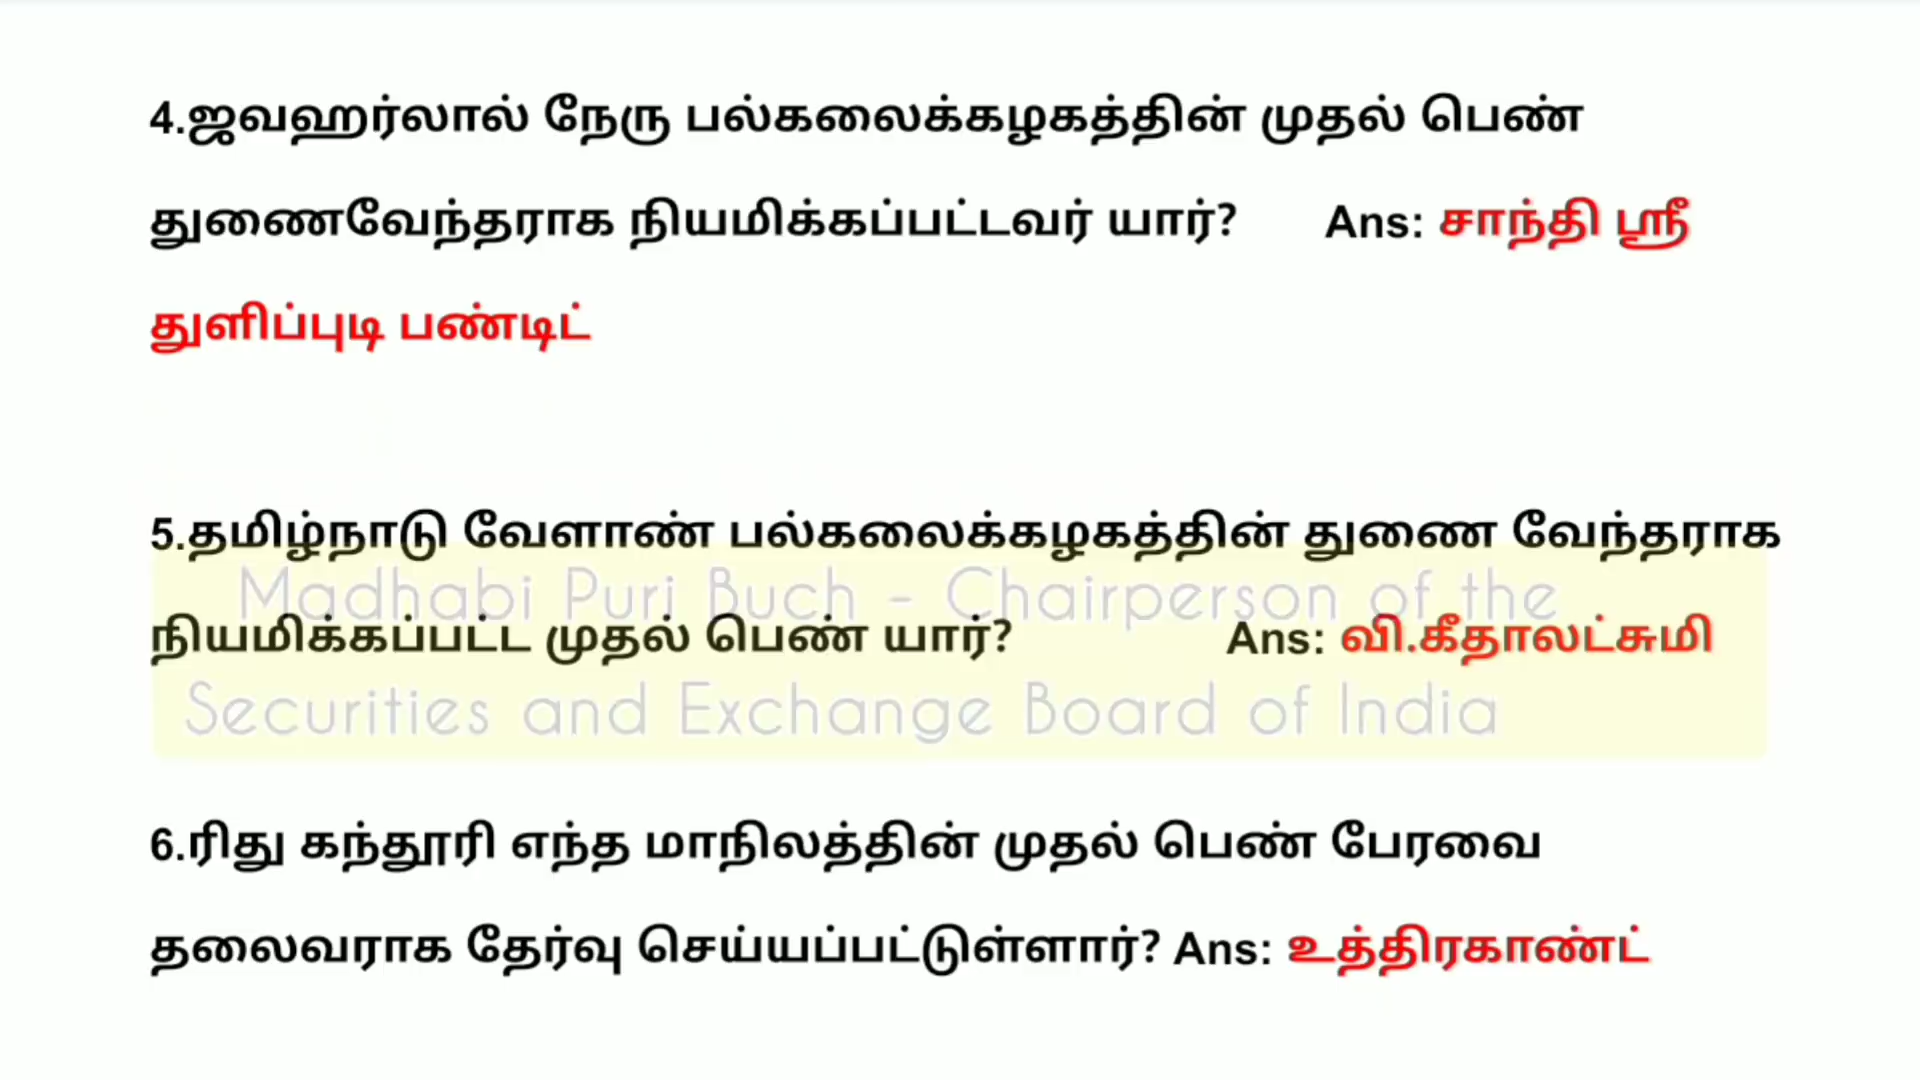 4.ஜவஹர்லால் நேரு பல்கலைக்கழகத்தின் முதல் பெண்
துணைவேந்தராக நியமிக்கப்பட்டவர் யார்? Ans: சாந்தி ஸ்ரீ
துளிப்புடி பண்டிட்
5.தமிழ்நாடு வேளாண் பல்கலைக்கழகத்தின் துணை வேந்தராக
Madhabi Puri Buch - Chairperson of the
நியமிக்கப்பட்ட முதல் பெண் யார்? Ans: வி.கீதாலட்சுமி
Securities and Exchange Board of India
6.ரிது கந்தூரி எந்த மாநிலத்தின் முதல் பெண் பேரவை
தலைவராக தேர்வு செய்யப்பட்டுள்ளார்? Ans: உத்திரகாண்ட்